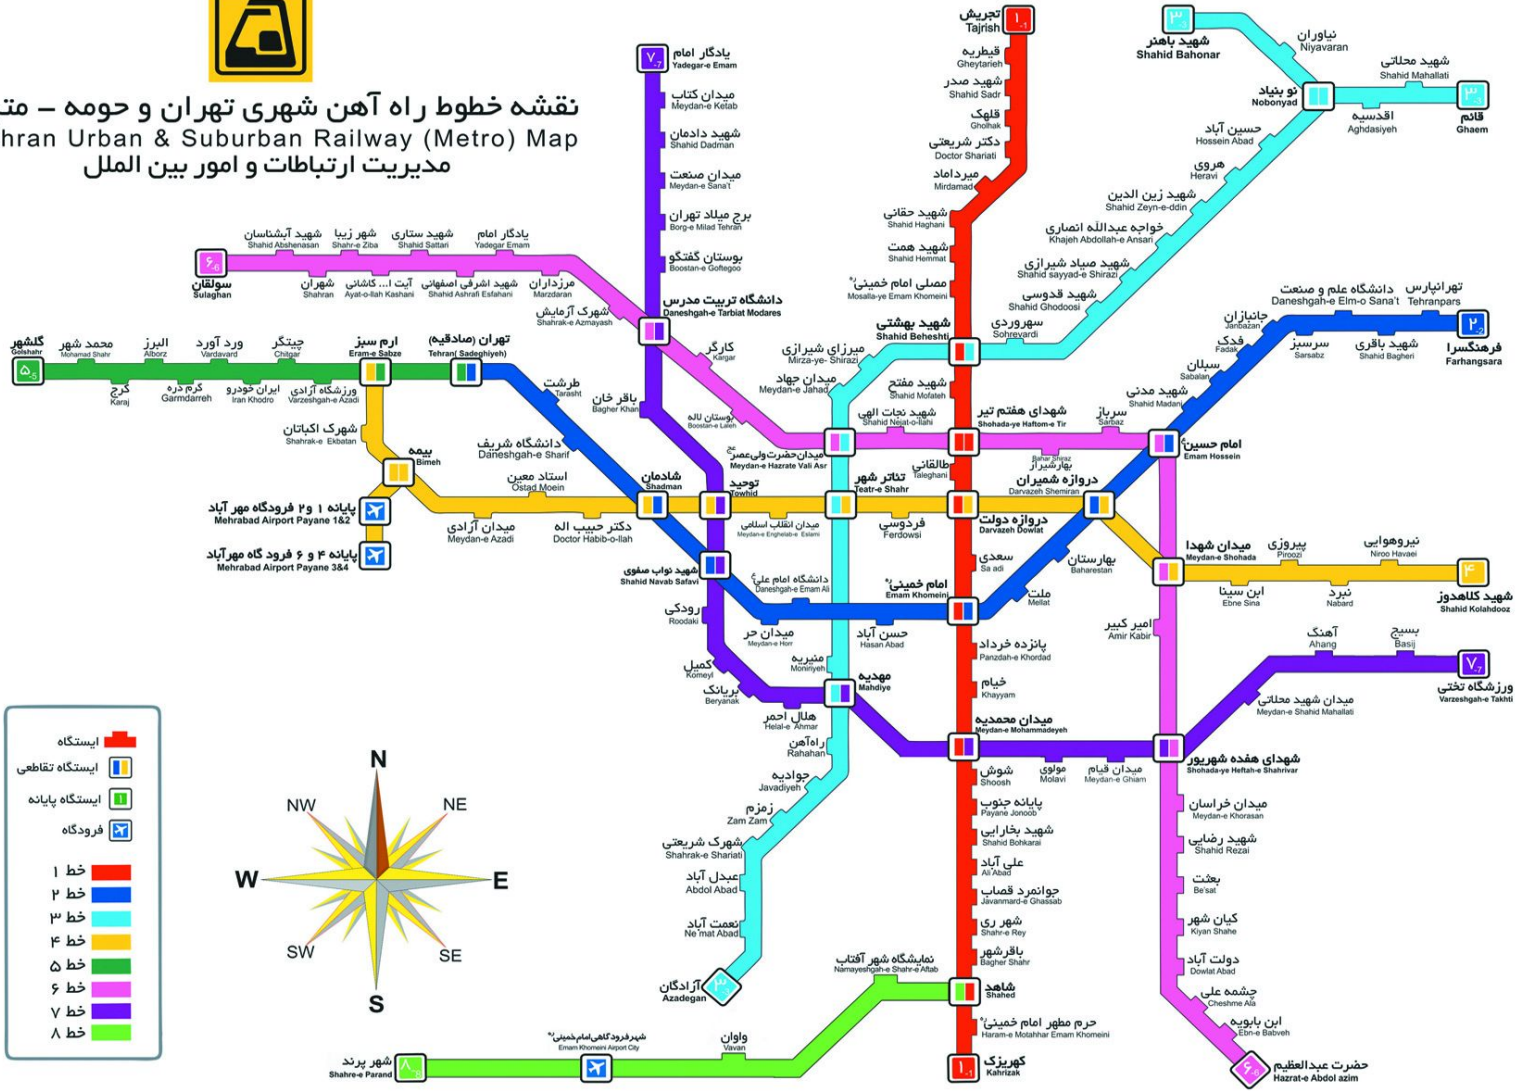 نقشه خطوط راه آهن شهری تهران و حومه – مت
hran Urban & Suburban Railway (Metro) Map
مدیریت ارتباطات و امور بین الملل
یادگار امام
Yadegar-e Emam
میدان کتاب
Meydan-e Ketab
شهید دادمان
Shahid Dadman
میدان صنعت
Meydan-e Sana't
برج میلاد تهران
Borg-e Milad Tehran
بوستان گفتگو
Boostan-e Goftegoo
دانشگاه تربیت مدرس
Daneshgah-e Tarbiat Modares
تجریش
Tajrish
قیطریه
Gheytarieh
شهید صدر
Shahid Sadr
قلهک
Gholhak
دکتر شریعتی
Doctor Shariati
میرداماد
Mirdamad
شهید حقانی
Shahid Haghani
شهید همت
Shahid Hemmat
مصلی امام خمینی
Mosalla-ye Emam Khomeini
شهید بهشتی
Shahid Beheshti
شهید باهنر
Shahid Bahonar
نیاوران
Niyavaran
نو بنیاد
Nobonyad
شهید محلاتی
Shahid Mahallati
اقدسیه
Aghdasiyeh
قائم
Ghaem
حسین آباد
Hossein Abad
هروی
Heravi
شهید زین الدین
Shahid Zeyn-e-ddin
خواجه عبدالله انصاری
Khajeh Abdollah-e Ansari
شهید صیاد شیرازی
Shahid sayyad-e Shirazi
شهید قدوسی
Shahid Ghodoosi
سهروردی
Sohrevardi
میرزای شیرازی
Mirza-ye- Shirazi
میدان جهاد
Meydan-e Jahad
سولقان
Sulaghan
شهید آبشناسان
Shahid Abshenasan
شهر زیبا
Shahr-e Ziba
شهید ستاری
Shahid Sattari
یادگار امام
Yadegar Emam
شهران
Shahran
آیت ا... کاشانی
Ayat-o-llah Kashani
شهید اشرفی اصفهانی
Shahid Ashrafi Esfahani
مرزداران
Marzdaran
شهرک آزمایش
Shahrak-e Azmayash
کارگر
Kargar
بوستان لاله
Boostan-e Laleh
گلشهر
Golshahr
محمد شهر
Mohamad Shahr
البرز
Alborz
ورد آورد
Vardavard
چیتگر
Chitgar
ارم سبز
Eram-e Sabze
تهران (صادقیه)
Tehran( Sadeghiyeh)
کرج
Karaj
گرم دره
Garmdarreh
ایران خودرو
Iran Khodro
ورزشگاه آزادی
Varzeshgah-e Azadi
طرشت
Tarasht
باقر خان
Bagher Khan
شهرک اکباتان
Shahrak-e Ekbatan
بیمه
Bimeh
پایانه ۱ و۲ فرودگاه مهر آباد
Mehrabad Airport Payane 1&2
پایانه ۴ و ۶ فرود گاه مهرآباد
Mehrabad Airport Payane 3&4
دانشگاه شریف
Daneshgah-e Sharif
استاد معین
Ostad Moein
شادمان
Shadman
میدان آزادی
Meydan-e Azadi
دکتر حبیب اله
Doctor Habib-o-llah
توحید
Towhid
میدان انقلاب اسلامی
Meydan-e Enghelab-e Eslami
تئاتر شهر
Teatr-e Shahr
فردوسی
Ferdowsi
دروازه دولت
Darvazeh Dowlat
دروازه شمیران
Darvazeh Shemiran
میدان حضرت ولی عصر
Meydan-e Hazrate Vali Asr
شهید نجات الهی
Shahid Nejat-o-llahi
شهید مفتح
Shahid Mofateh
شهدای هفتم تیر
Shohada-ye Haftom-e Tir
طالقانی
Taleghani
Bahar Shiraz
بهارشیراز
سرباز
Sarbaz
امام حسین
Emam Hossein
شهید مدنی
Shahid Madani
سبلان
Sabalan
فدک
Fadak
جانبازان
Janbazan
دانشگاه علم و صنعت
Daneshgah-e Elm-o Sana't
تهرانپارس
Tehranpars
سرسبز
Sarsabz
شهید باقری
Shahid Bagheri
فرهنگسرا
Farhangsara
میدان شهدا
Meydan-e Shohada
پیروزی
Piroozi
نیروهوایی
Niroo Havaei
ابن سینا
Ebne Sina
نبرد
Nabard
شهید کلاهدوز
Shahid Kolahdooz
شهید نواب صفوی
Shahid Navab Safavi
دانشگاه امام علی
Daneshgah-e Emam Ali
میدان حر
Meydan-e Horr
حسن آباد
Hasan Abad
امام خمینی
Emam Khomeini
سعدی
Sa adi
ملت
Mellat
بهارستان
Baharestan
رودکی
Roodaki
کمیل
Komeyl
بریانک
Beryanak
هلال احمر
Helal-e Ahmar
منیریه
Moniriyeh
مهدیه
Mahdiye
پانزده خرداد
Panzdah-e Khordad
خیام
Khayyam
میدان محمدیه
Meydan-e Mohammadeyeh
مولوی
Molavi
میدان قیام
Meydan-e Ghiam
امیر کبیر
Amir Kabir
شهدای هفده شهریور
Shohada-ye Heftah-e Shahrivar
میدان شهید محلاتی
Meydan-e Shahid Mahallati
آهنگ
Ahang
بسیج
Basij
ورزشگاه تختی
Varzeshgah-e Takhti
راه‌آهن
Rahahan
جوادیه
Javadiyeh
زمزم
Zam Zam
شهرک شریعتی
Shahrak-e Shariati
عبدل آباد
Abdol Abad
نعمت آباد
Ne'mat Abad
آزادگان
Azadegan
شوش
Shoosh
پایانه جنوب
Payane Jonoob
شهید بخارایی
Shahid Bohkarai
علی آباد
Ali Abad
جوانمرد قصاب
Javanmard-e Ghassab
شهر ری
Shahr-e Rey
باقرشهر
Bagher Shahr
شاهد
Shahed
حرم مطهر امام خمینی
Haram-e Motahhar Emam Khomeini
کهریزک
Kahrizak
میدان خراسان
Meydan-e Khorasan
شهید رضایی
Shahid Rezai
بعثت
Be'sat
کیان شهر
Kiyan Shahe
دولت آباد
Dowlat Abad
چشمه علی
Cheshme Ala
ابن بابویه
Ebn-e Babveh
حضرت عبدالعظیم
Hazrat-e Abdol azim
نمایشگاه شهر آفتاب
Namayeshgah-e Shahr-e Aftab
واوان
Vavan
شهرفرودگاهی امام خمینی
Emam Khomeini Airport City
شهر پرند
Shahre-e Parand
ایستگاه
ایستگاه تقاطعی
ایستگاه پایانه
فرودگاه
خط ۱
خط ۲
خط ۳
خط ۴
خط ۵
خط ۶
خط ۷
خط ۸
N
NE
E
SE
S
SW
W
NW